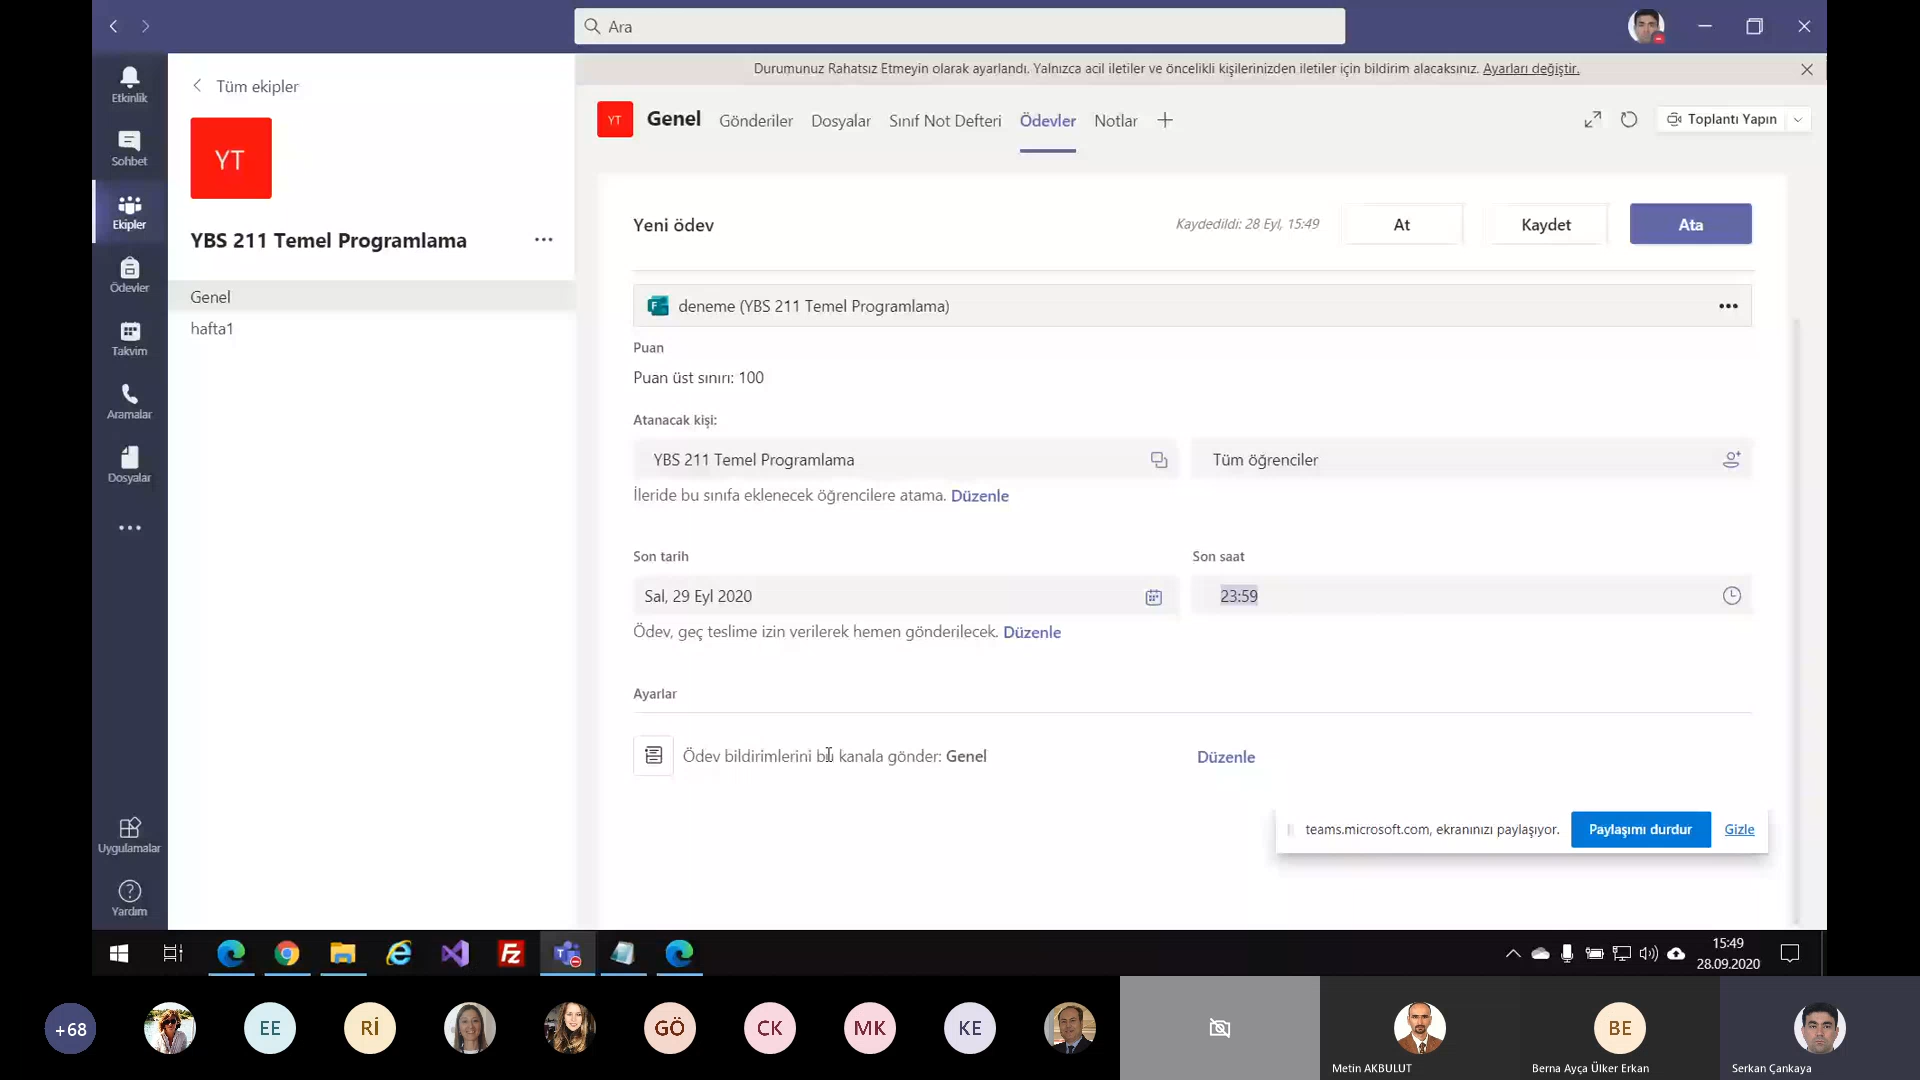 Ara
Durumunuz Rahatsız Etmeyin olarak ayarlandı. Yalnızca acil iletiler ve öncelikli kişilerinizden iletiler için bildirim alacaksınız. Ayarları değiştir.
Etkinlik
Sohbet
Ekipler
Ödevler
Takvim
Aramalar
Dosyalar
Uygulamalar
Yardım
Tüm ekipler
YT
YBS 211 Temel Programlama
Genel
hafta1
YT Genel Gönderiler Dosyalar Sınıf Not Defteri Ödevler Notlar
Toplantı Yapın
Yeni ödev
Kaydedildi: 28 Eyl, 15:49
At
Kaydet
Ata
deneme (YBS 211 Temel Programlama)
Puan
Puan üst sınırı: 100
Atanacak kişi:
YBS 211 Temel Programlama
Tüm öğrenciler
İleride bu sınıfa eklenecek öğrencilere atama. Düzenle
Son tarih
Son saat
Sal, 29 Eyl 2020
23:59
Ödev, geç teslime izin verilerek hemen gönderilecek. Düzenle
Ayarlar
Ödev bildirimlerini bu kanala gönder: Genel
Düzenle
teams.microsoft.com, ekranınızı paylaşıyor.
Paylaşımı durdur
Gizle
15:49
28.09.2020
+68
EE
Rİ
GÖ
CK
MK
KE
BE
Metin AKBULUT
Berna Ayça Ülker Erkan
Serkan Çankaya